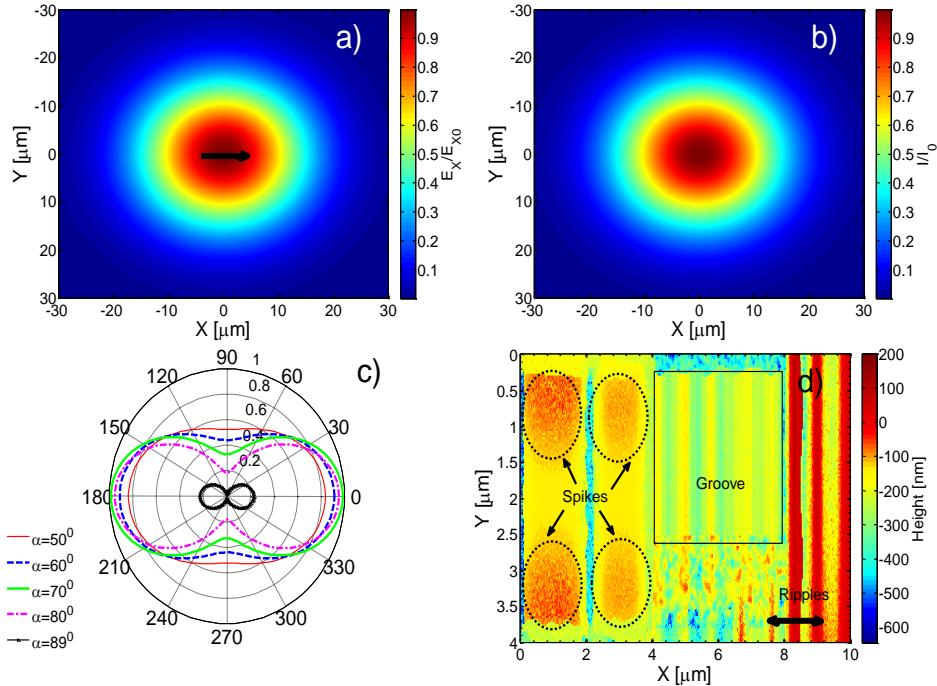 a)
-30
-20
-10
0
10
20
30
-30 -20 -10 0 10 20 30
Y [μm]
X [μm]
0.9
0.8
0.7
0.6
0.5
0.4
0.3
0.2
0.1
E_X/E_X0
b)
-30
-20
-10
0
10
20
30
-30 -20 -10 0 10 20 30
Y [μm]
X [μm]
0.9
0.8
0.7
0.6
0.5
0.4
0.3
0.2
0.1
I/I_0
c)
90
1
120
60
0.8
0.6
150
30
0.4
0.2
180
0
210
330
240
300
270
α=50⁰
α=60⁰
α=70⁰
α=80⁰
α=89⁰
d)
0
0.5
1
1.5
2
2.5
3
3.5
4
0 2 4 6 8 10
Y [μm]
X [μm]
Spikes
Groove
Ripples
200
100
0
-100
-200
-300
-400
-500
-600
Height [nm]